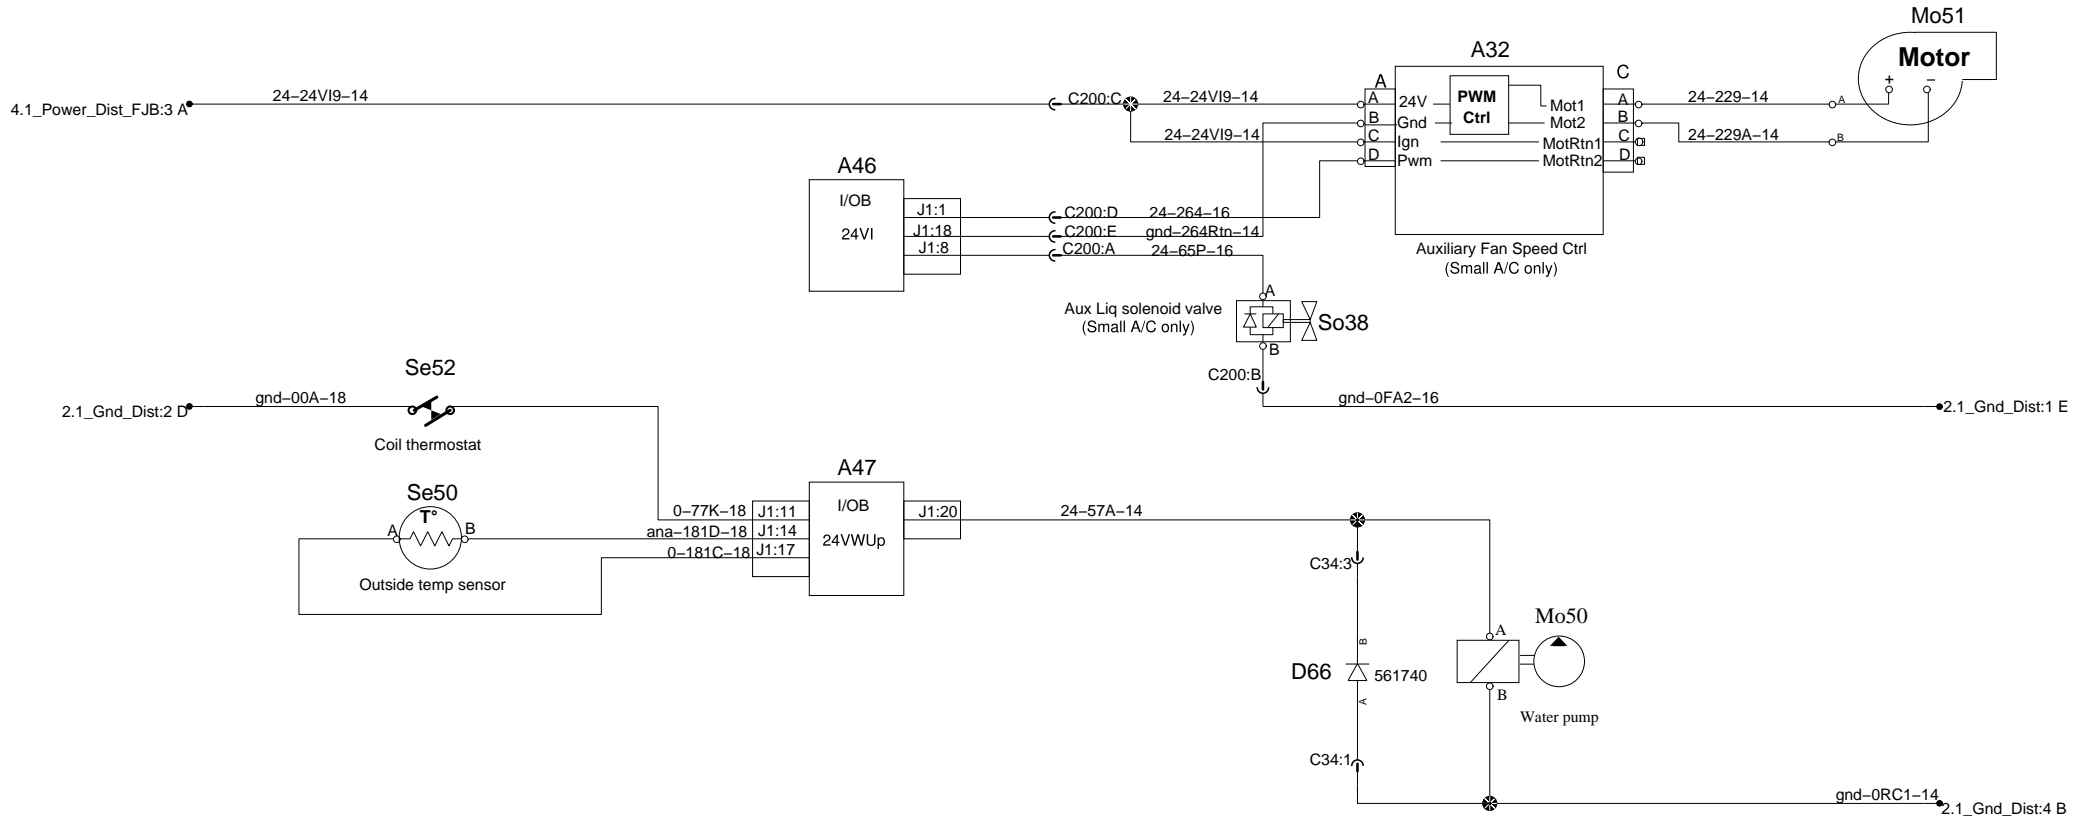 Mo51
Motor
+ −
A32
A
C
4.1_Power_Dist_FJB:3 A
24−24VI9−14
C200:C
24−24VI9−14
A
24V
PWM
Ctrl
Mot1
A
24−229−14
A
B
Gnd
Mot2
B
24−24VI9−14
C
Ign
MotRtn1
C
24−229A−14
B
D
Pwm
MotRtn2
D
A46
I/OB
24VI
J1:1
C200:D
24−264−16
J1:18
C200:E
gnd−264Rtn−14
J1:8
C200:A
24−65P−16
Auxiliary Fan Speed Ctrl
(Small A/C only)
A
Aux Liq solenoid valve
(Small A/C only)
So38
B
C200:B
Se52
2.1_Gnd_Dist:2 D
gnd−00A−18
Coil thermostat
gnd−0FA2−16
2.1_Gnd_Dist:1 E
A47
Se50
T°
A
B
Outside temp sensor
0−77K−18
J1:11
I/OB
J1:20
24−57A−14
ana−181D−18
J1:14
24VWUp
0−181C−18
J1:17
C34:3
Mo50
A
B
D66
561740
A
B
Water pump
C34:1
gnd−0RC1−14
2.1_Gnd_Dist:4 B